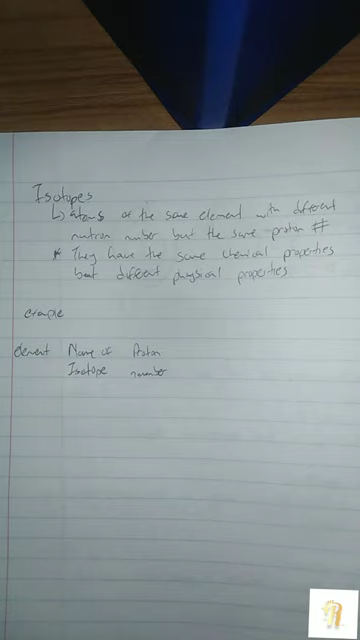 Isotopes
↳ atoms of the same element with different
nutron number but the same proton #
* They have the same chemical properties
but different physical properties
example
element Name of Proton
Isotope number